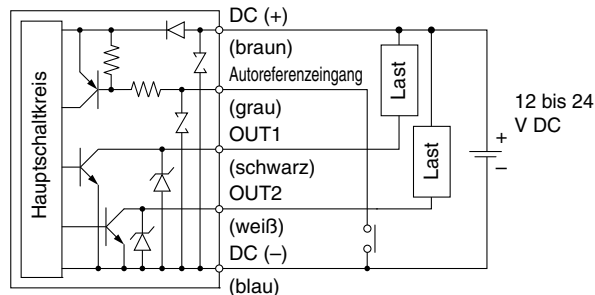 DC (+)
(braun)
Autoreferenzeingang
(grau)
OUT1
(schwarz)
OUT2
(weiß)
DC (–)
(blau)
Hauptschaltkreis
Last
Last
12 bis 24
V DC
+
–